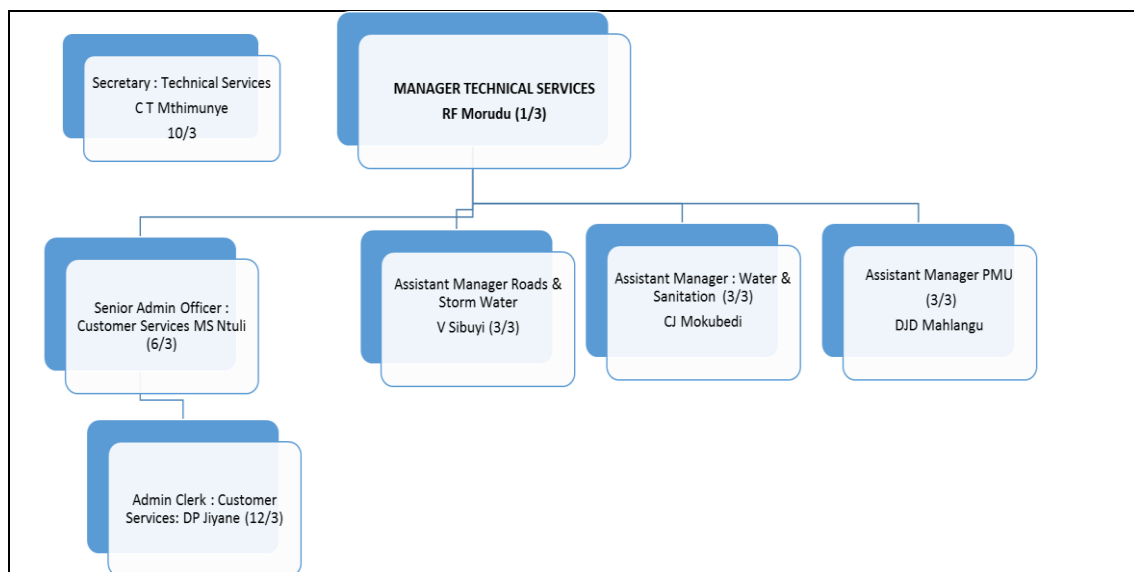 Secretary : Technical Services
C T Mthimunye
10/3
MANAGER TECHNICAL SERVICES
RF Morudu (1/3)
Senior Admin Officer :
Customer Services MS Ntuli
(6/3)
Assistant Manager Roads &
Storm Water
V Sibuyi (3/3)
Assistant Manager : Water &
Sanitation (3/3)
CJ Mokubedi
Assistant Manager PMU
(3/3)
DJD Mahlangu
Admin Clerk : Customer
Services: DP Jiyane (12/3)